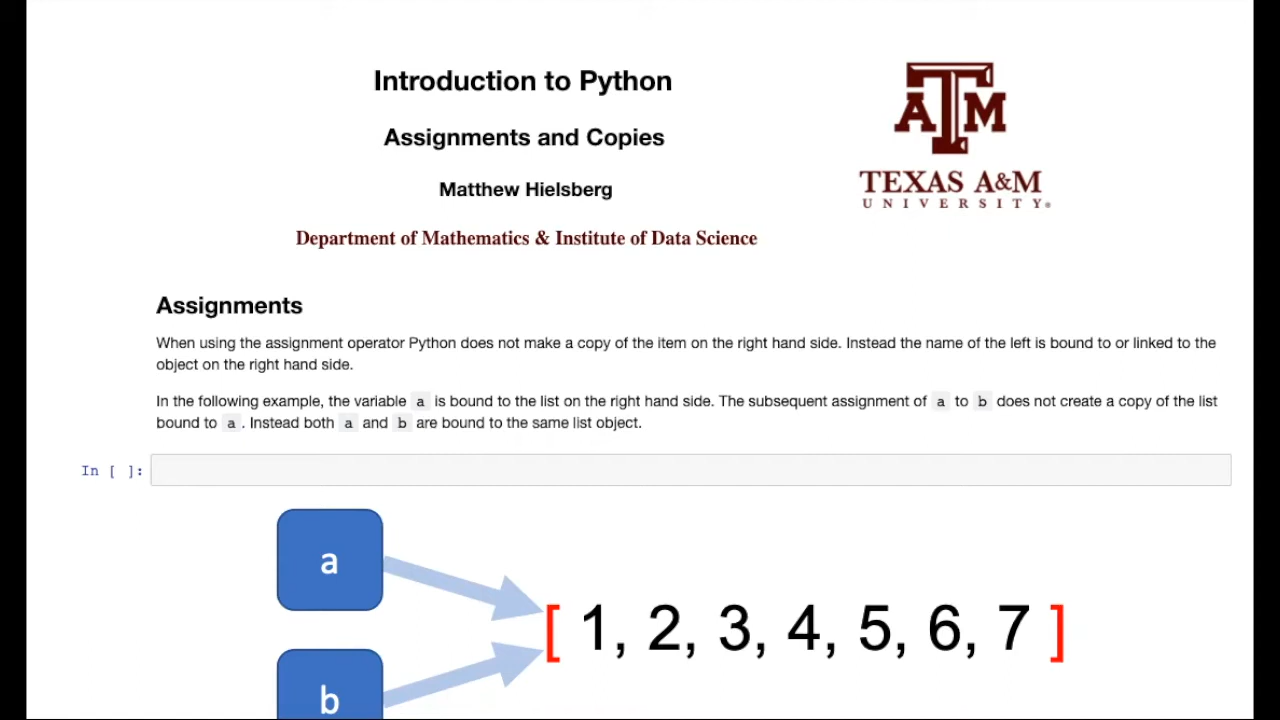 Introduction to Python
Assignments and Copies
Matthew Hielsberg
Department of Mathematics & Institute of Data Science
ATM
TEXAS A&M
UNIVERSITY®
Assignments
When using the assignment operator Python does not make a copy of the item on the right hand side. Instead the name of the left is bound to or linked to the
object on the right hand side.
In the following example, the variable a is bound to the list on the right hand side. The subsequent assignment of a to b does not create a copy of the list
bound to a . Instead both a and b are bound to the same list object.
In [ ]:
a
[ 1, 2, 3, 4, 5, 6, 7 ]
b